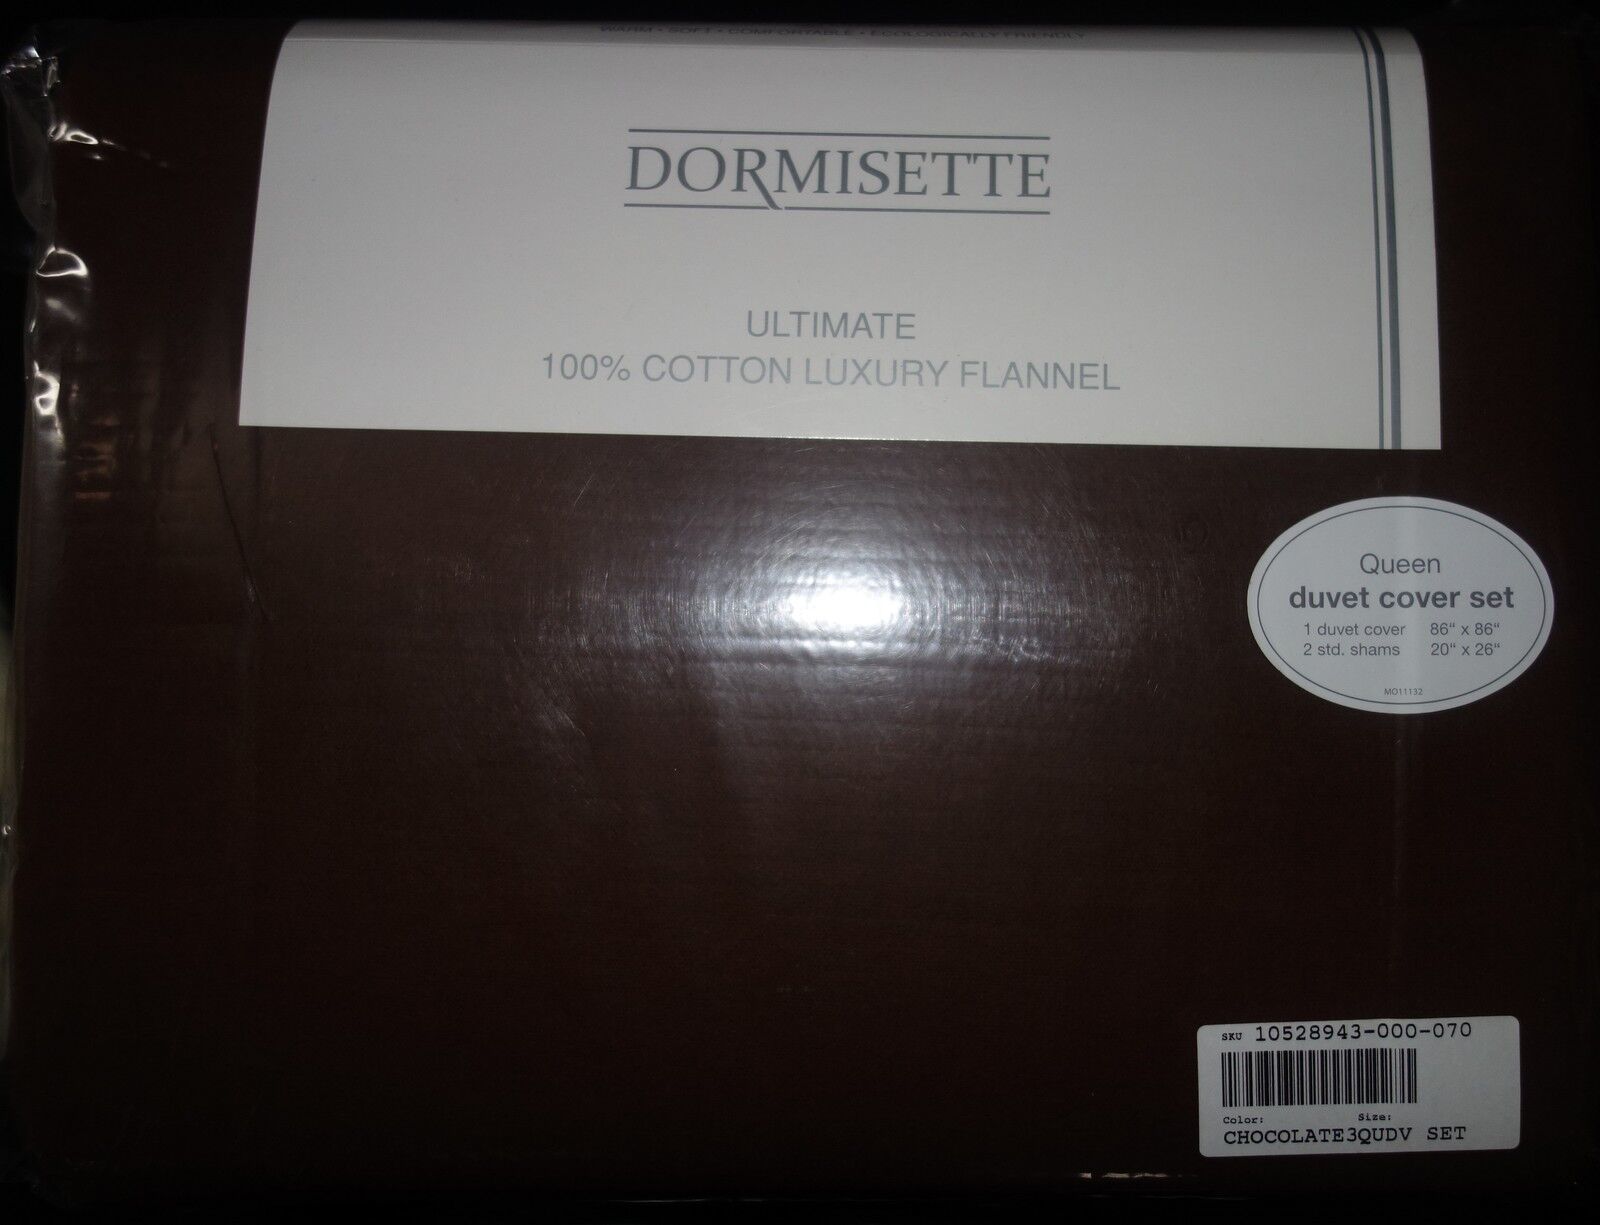 WARM • SOFT • COMFORTABLE • ECOLOGICALLY FRIENDLY
DORMISETTE
ULTIMATE
100% COTTON LUXURY FLANNEL
Queen
duvet cover set
1 duvet cover 86“ x 86“
2 std. shams 20“ x 26“
MO11132
SKU 10528943-000-070
Color: Size:
CHOCOLATE3QUDV SET